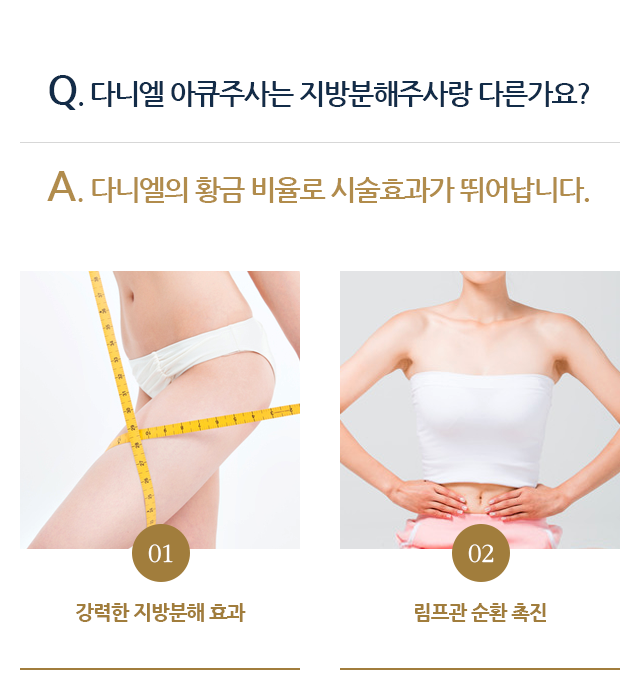 Q. 다니엘 아큐주사는 지방분해주사랑 다른가요?
A. 다니엘의 황금 비율로 시술효과가 뛰어납니다.
01
02
강력한 지방분해 효과
림프관 순환 촉진